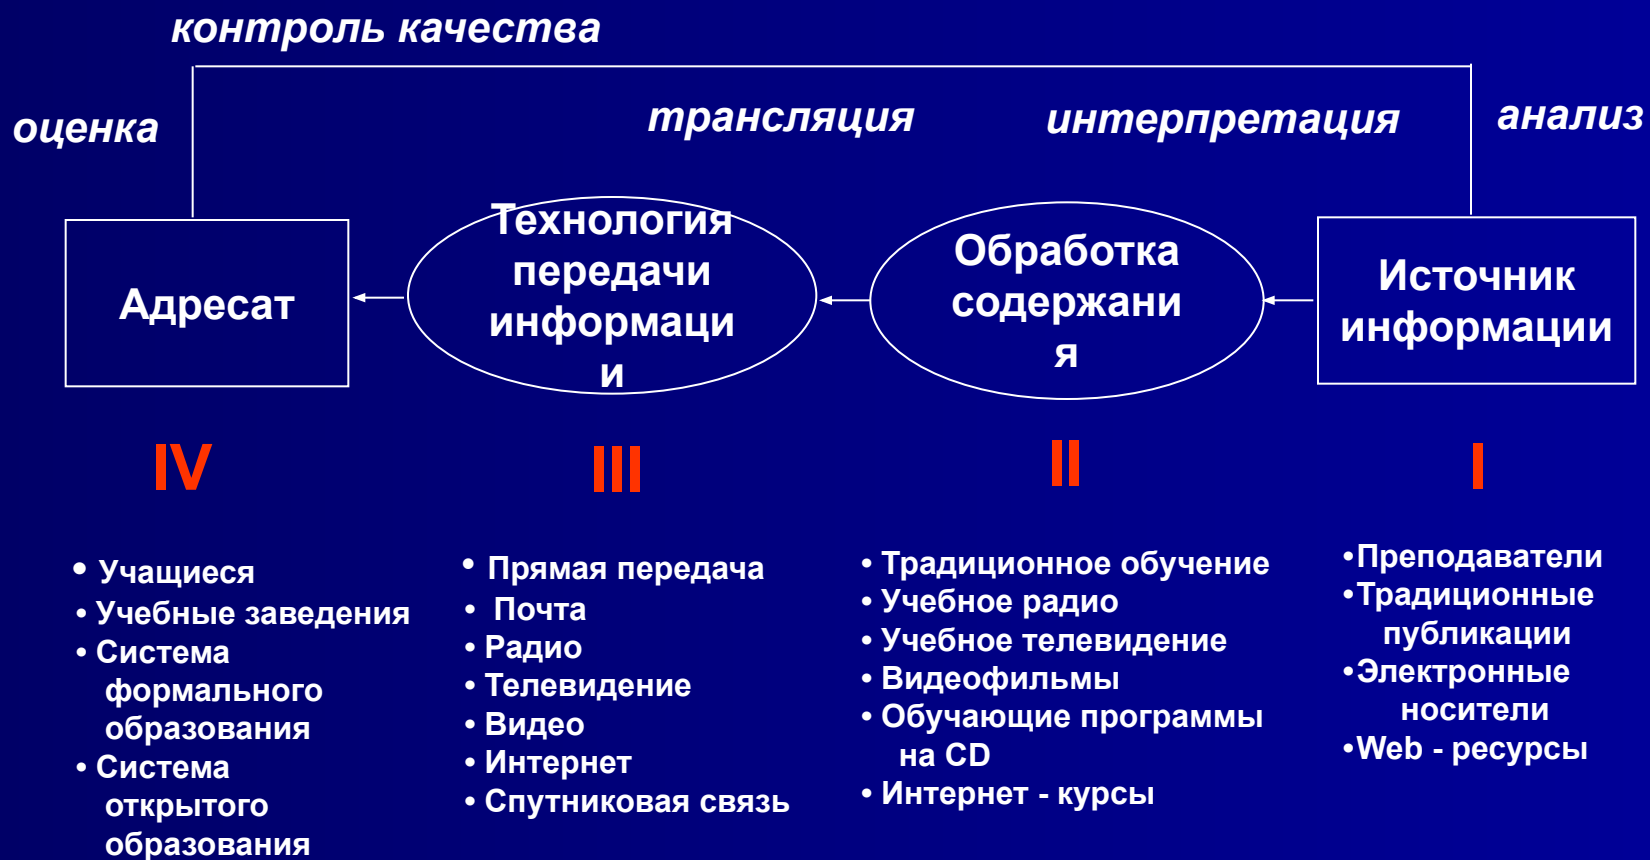 контроль качества
оценка
трансляция
интерпретация
анализ
Адресат
Технология
передачи
информаци
и
Обработка
содержани
я
Источник
информации
IV
III
II
I
• Учащиеся
• Учебные заведения
• Система
формального
образования
• Система
открытого
образования
• Прямая передача
• Почта
• Радио
• Телевидение
• Видео
• Интернет
• Спутниковая связь
• Традиционное обучение
• Учебное радио
• Учебное телевидение
• Видеофильмы
• Обучающие программы
на CD
• Интернет - курсы
•Преподаватели
•Традиционные
публикации
•Электронные
носители
•Web - ресурсы